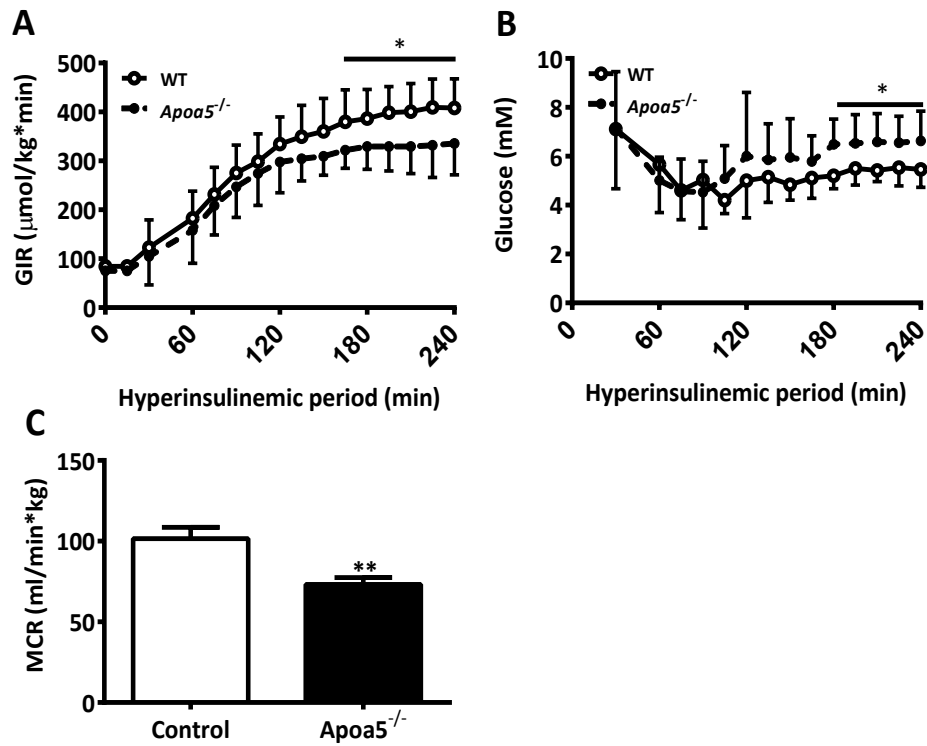 A
*
500
WT
Apoa5-/-
400
300
200
100
0
GIR (μmol/kg*min)
0
60
120
180
240
Hyperinsulinemic period (min)
B
10
WT
Apoa5-/-
*
8
6
4
2
0
Glucose (mM)
0
60
120
180
240
Hyperinsulinemic period (min)
C
150
100
50
0
MCR (ml/min*kg)
**
Control
Apoa5-/-